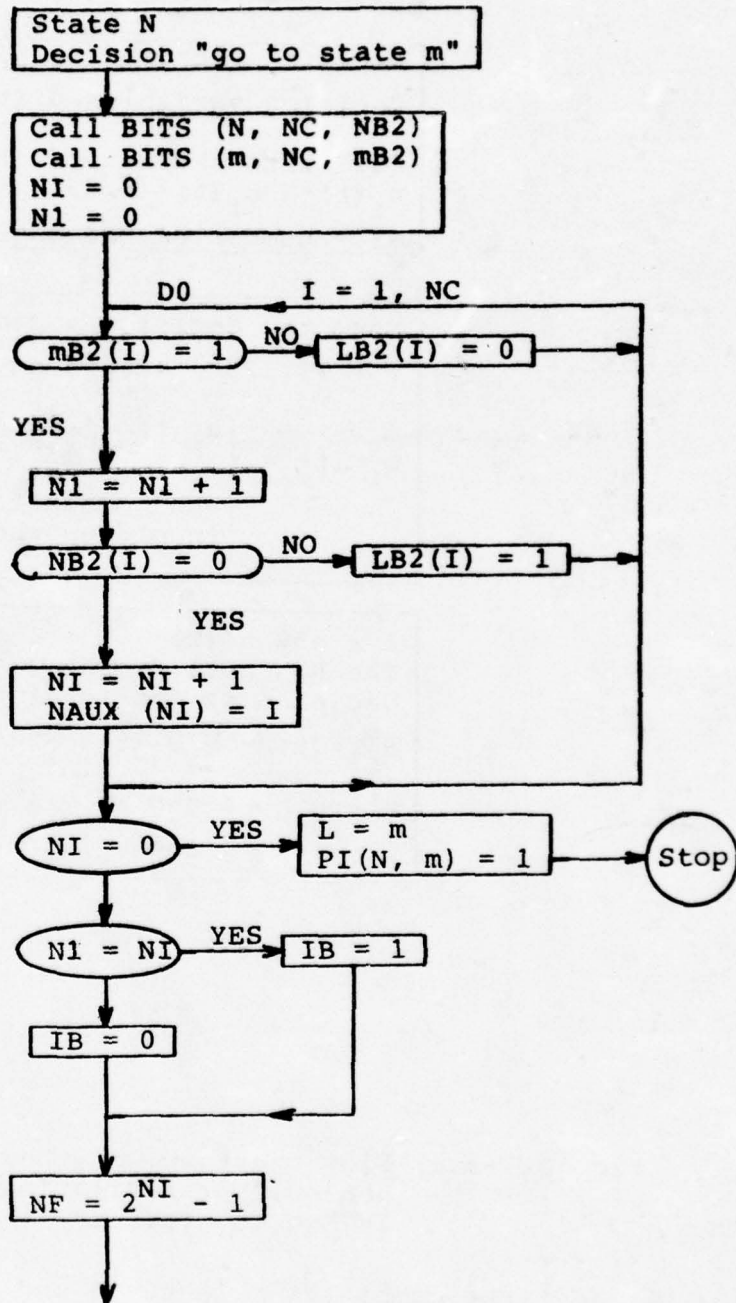 State N
Decision "go to state m"
Call BITS (N, NC, NB2)
Call BITS (m, NC, mB2)
NI = 0
N1 = 0
DO I = 1, NC
mB2(I) = 1
NO
LB2(I) = 0
YES
N1 = N1 + 1
NB2(I) = 0
NO
LB2(I) = 1
YES
NI = NI + 1
NAUX (NI) = I
NI = 0
YES
L = m
PI(N, m) = 1
Stop
N1 = NI
YES
IB = 1
IB = 0
NF = 2^NI - 1